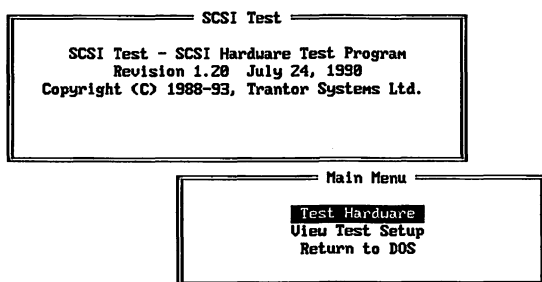 SCSI Test
SCSI Test - SCSI Hardware Test Program
Revision 1.20 July 24, 1990
Copyright (C) 1988-93, Trantor Systems Ltd.
Main Menu
Test Hardware
View Test Setup
Return to DOS